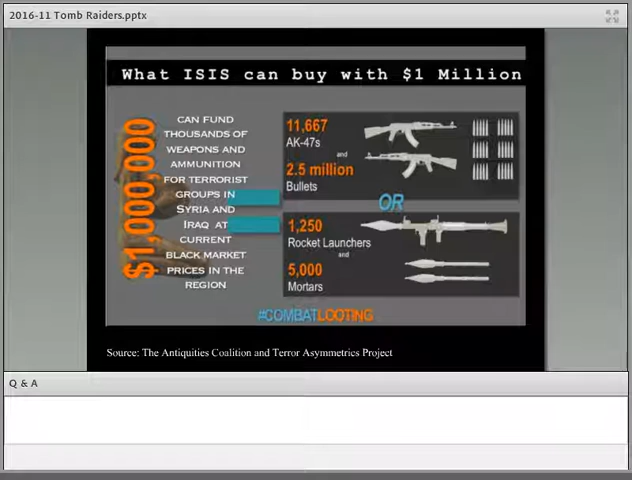 2016-11 Tomb Raiders.pptx
What ISIS can buy with $1 Million
$1,000,000
CAN FUND
THOUSANDS OF
WEAPONS AND
AMMUNITION
FOR TERRORIST
GROUPS IN
SYRIA AND
IRAQ AT
CURRENT
BLACK MARKET
PRICES IN THE
REGION
11,667
AK-47s
and
2.5 million
Bullets
OR
1,250
Rocket Launchers
and
5,000
Mortars
#COMBATLOOTING
Source: The Antiquities Coalition and Terror Asymmetrics Project
Q & A